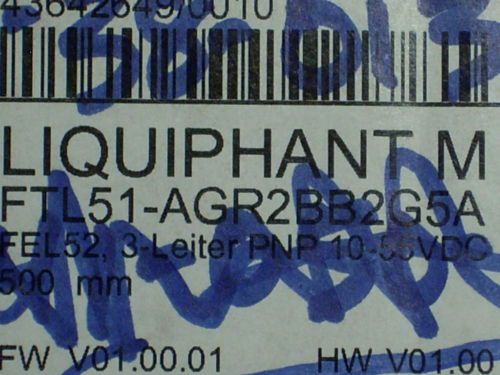 43642649/0010
LIQUIPHANT M
FTL51-AGR2BB2G5A
FEL52, 3-Leiter PNP 10-55VDC
500 mm
FW V01.00.01 HW V01.00